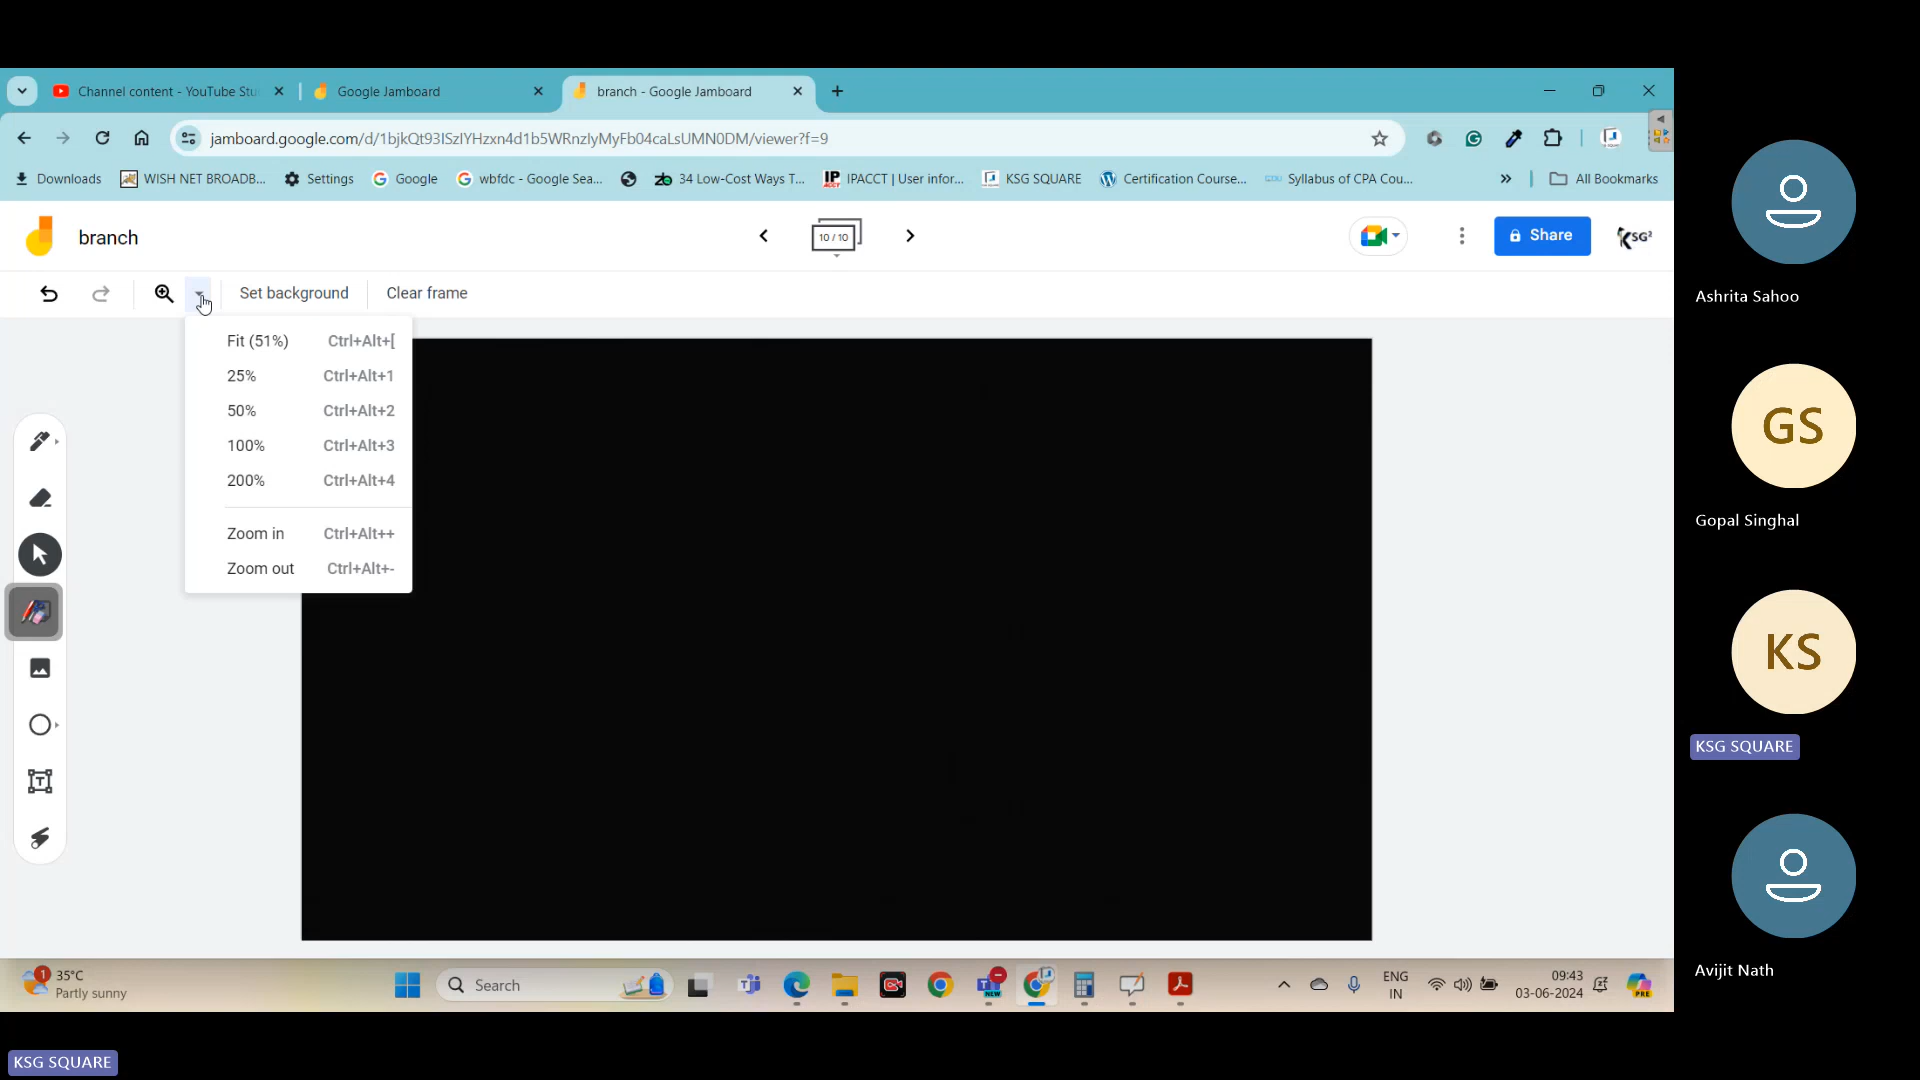 Channel content - YouTube Stu
Google Jamboard
branch - Google Jamboard
jamboard.google.com/d/1bjkQt93ISzIYHzxn4d1b5WRnzIyMyFb04caLsUMN0DM/viewer?f=9
Downloads
WISH NET BROADB...
Settings
Google
wbfdc - Google Sea...
34 Low-Cost Ways T...
IPACCT | User infor...
KSG SQUARE
Certification Course...
Syllabus of CPA Cou...
All Bookmarks
branch
10 / 10
Share
KSG²
Set background
Clear frame
Fit (51%) Ctrl+Alt+[
25% Ctrl+Alt+1
50% Ctrl+Alt+2
100% Ctrl+Alt+3
200% Ctrl+Alt+4
Zoom in Ctrl+Alt++
Zoom out Ctrl+Alt+-
Ashrita Sahoo
GS
Gopal Singhal
KS
KSG SQUARE
Avijit Nath
1
35°C
Partly sunny
Search
NEW
ENG
IN
09:43
03-06-2024
PRE
KSG SQUARE